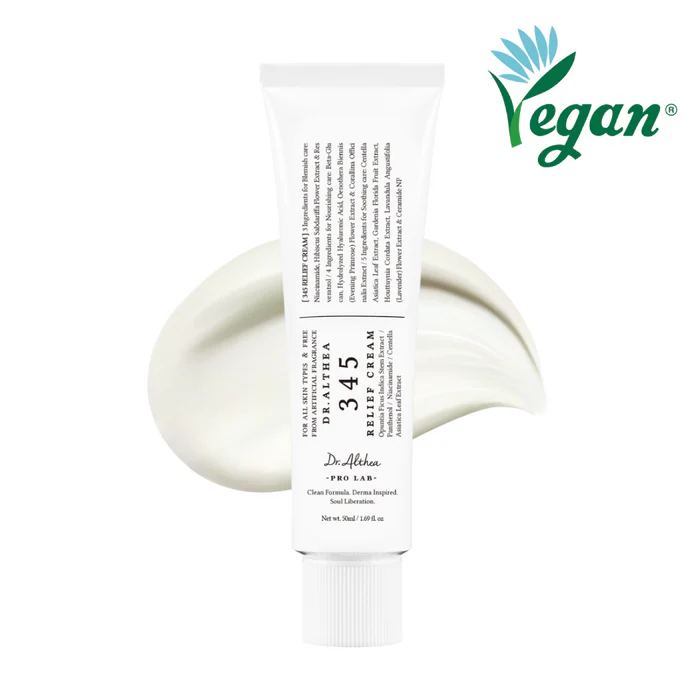 Vegan®
[ 345 RELIEF CREAM ] 3 Ingredients for Blemish care:
Niacinamide, Hibiscus Sabdariffa Flower Extract & Res
veratrol / 4 Ingredients for Nourishing care: Beta-Glu
can, Hydrolyzed Hyaluronic Acid, Oenothera Biennis
(Evening Primrose) Flower Extract & Corallina Offici
nalis Extract / 5 Ingredients for Soothing care: Centella
Asiatica Leaf Extract, Gardenia Florida Fruit Extract,
Houttuynia Cordata Extract, Lavandula Angustifolia
(Lavender) Flower Extract & Ceramide NP
FOR ALL SKIN TYPES & FREE
FROM ARTIFICIAL FRAGRANCE
DR.ALTHEA
345
RELIEF CREAM
Opuntia Ficus Indica Stem Extract /
Panthenol / Niacinamide / Centella
Asiatica Leaf Extract
Dr. Althea
-PRO LAB-
Clean Formula. Derma Inspired.
Soul Liberation.
Net wt. 50ml / 1.69 fl. oz